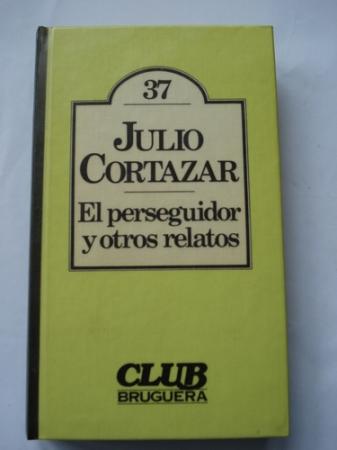 37
JULIO
CORTAZAR
El perseguidor
y otros relatos
CLUB
BRUGUERA